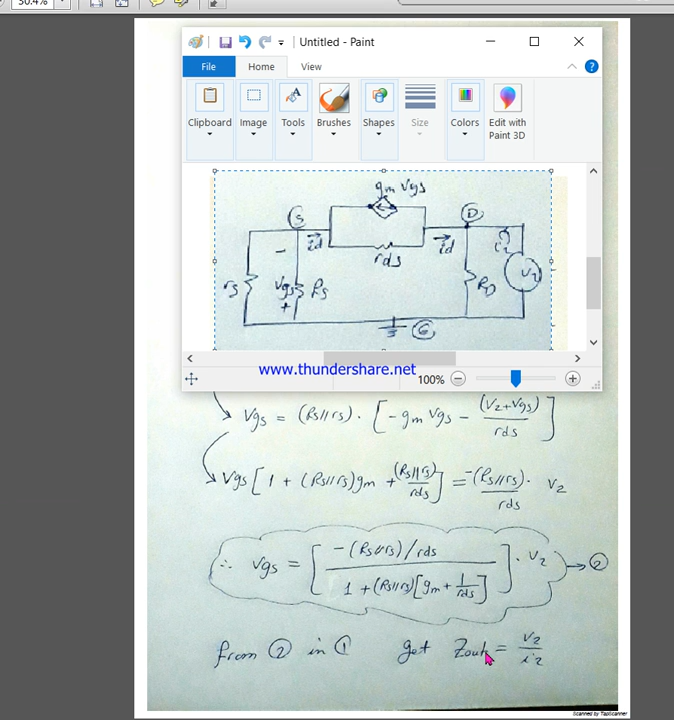 30.4%
Untitled - Paint
File Home View
Clipboard Image Tools Brushes Shapes Size Colors Edit with Paint 3D
gm Vgs
S D
id rds id i2
rs Vgs Rs RD V2
- +
G
100%
www.thundershare.net
Vgs = (Rs//rs) · [-gm Vgs - (V2+Vgs)/rds]
Vgs [1 + (Rs//rs)gm + (Rs//rs)/rds] = -(Rs//rs)/rds · V2
∴ Vgs = [-(Rs//rs)/rds / 1 + (Rs//rs)[gm + 1/rds]] · V2 → ②
from ② in ① get Zout = V2/i2
Scanned by TapScanner